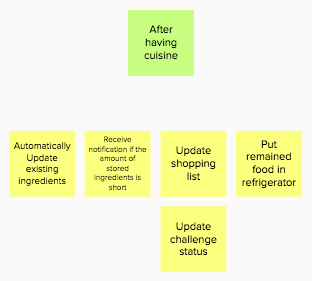 After
having
cuisine
Automatically
Update
existing
ingredients
Receive
notification if the
amount of
stored
ingredients is
short
Update
shopping
list
Put
remained
food in
refrigerator
Update
challenge
status